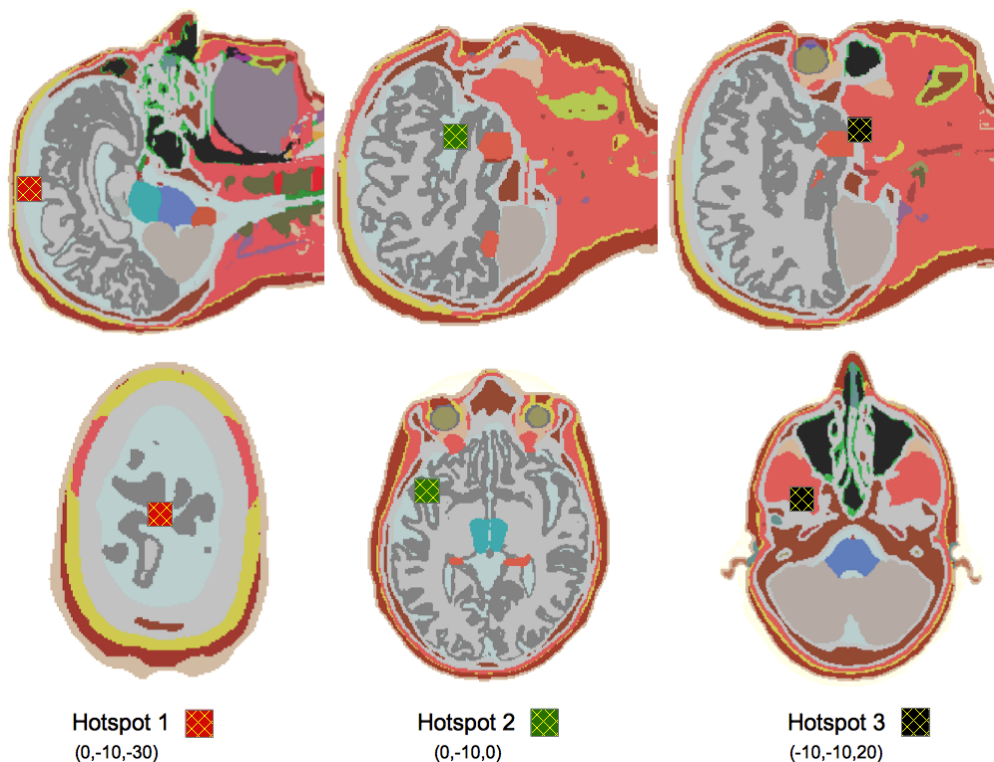 Hotspot 1
(0,-10,-30)
Hotspot 2
(0,-10,0)
Hotspot 3
(-10,-10,20)